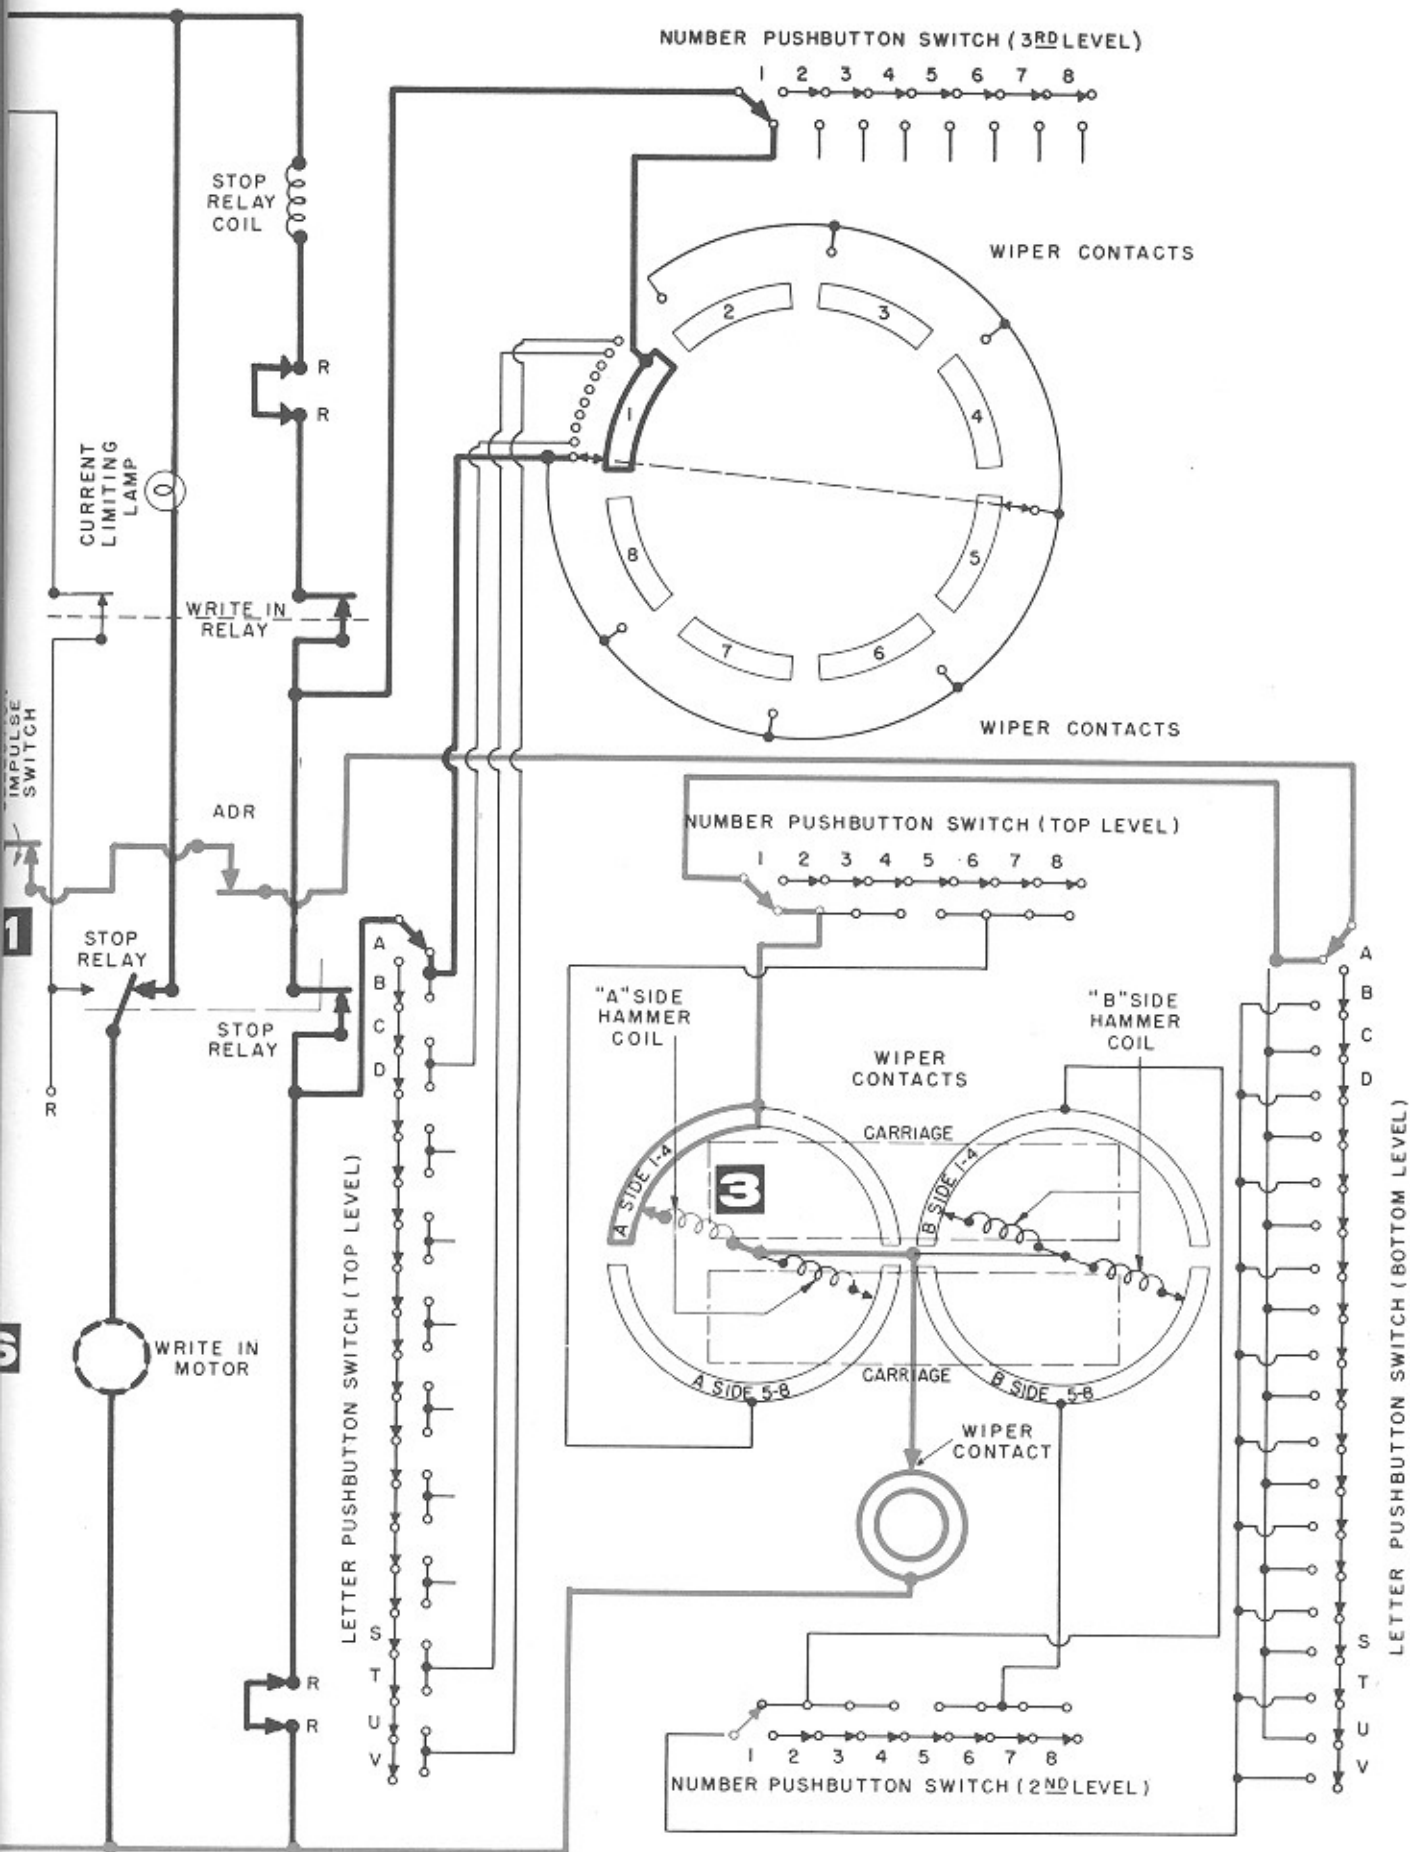 NUMBER PUSHBUTTON SWITCH (3RD LEVEL)
1 2 3 4 5 6 7 8
STOP
RELAY
COIL
WIPER CONTACTS
R
R
1
2
3
4
5
6
7
8
CURRENT
LIMITING
LAMP
WRITE IN
RELAY
WIPER CONTACTS
IMPULSE
SWITCH
ADR
NUMBER PUSHBUTTON SWITCH (TOP LEVEL)
1 2 3 4 5 6 7 8
1
STOP
RELAY
STOP
RELAY
R
A
B
C
D
S
T
U
V
LETTER PUSHBUTTON SWITCH (TOP LEVEL)
"A" SIDE
HAMMER
COIL
WIPER
CONTACTS
"B" SIDE
HAMMER
COIL
CARRIAGE
3
A SIDE 1-4
B SIDE 1-4
A SIDE 5-8
CARRIAGE
B SIDE 5-8
WIPER
CONTACT
A
B
C
D
S
T
U
V
LETTER PUSHBUTTON SWITCH (BOTTOM LEVEL)
WRITE IN
MOTOR
R
R
1 2 3 4 5 6 7 8
NUMBER PUSHBUTTON SWITCH (2ND LEVEL)